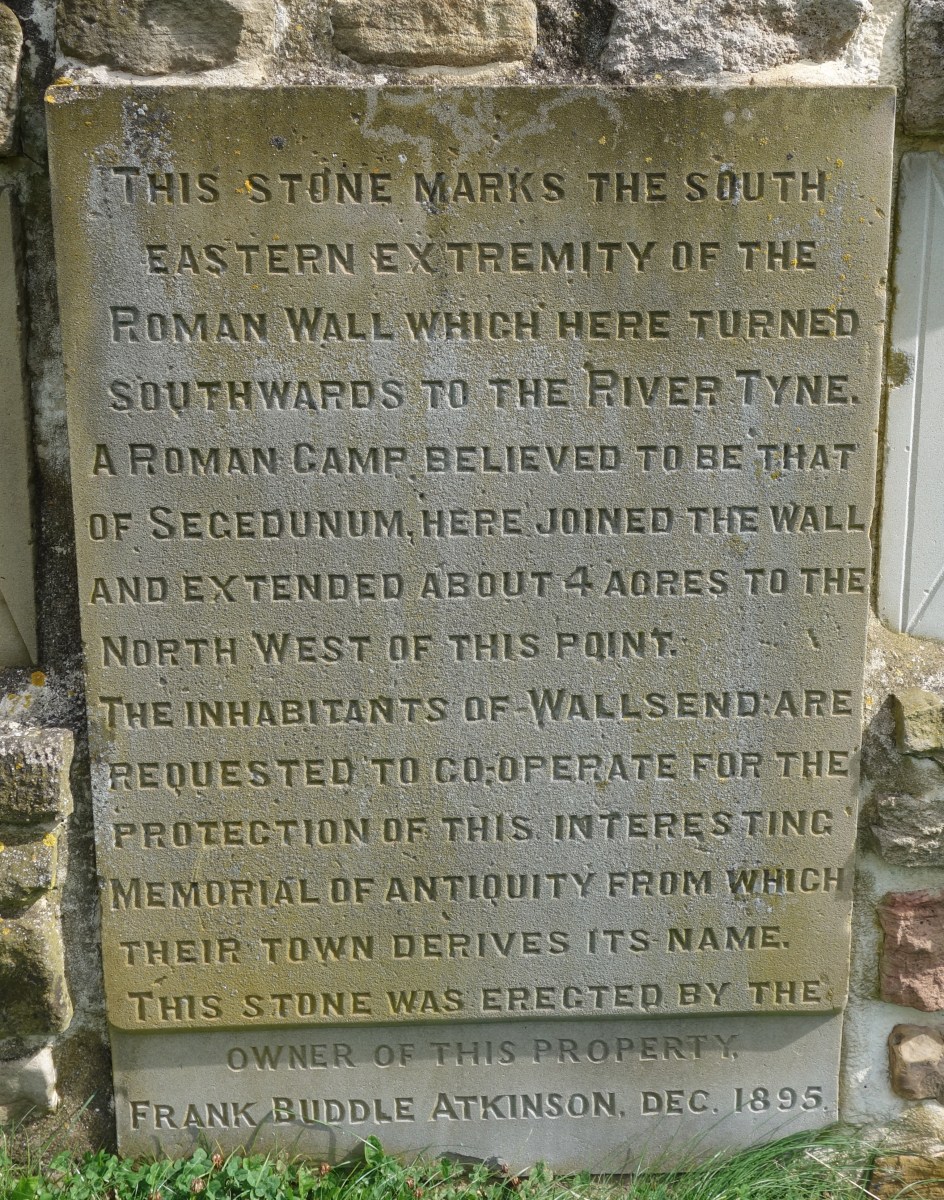 THIS STONE MARKS THE SOUTH
EASTERN EXTREMITY OF THE
ROMAN WALL WHICH HERE TURNED
SOUTHWARDS TO THE RIVER TYNE.
A ROMAN CAMP BELIEVED TO BE THAT
OF SEGEDUNUM, HERE JOINED THE WALL
AND EXTENDED ABOUT 4 ACRES TO THE
NORTH WEST OF THIS POINT.
THE INHABITANTS OF WALLSEND ARE
REQUESTED TO CO-OPERATE FOR THE
PROTECTION OF THIS INTERESTING
MEMORIAL OF ANTIQUITY FROM WHICH
THEIR TOWN DERIVES ITS NAME.
THIS STONE WAS ERECTED BY THE
OWNER OF THIS PROPERTY,
FRANK BUDDLE ATKINSON, DEC. 1895.